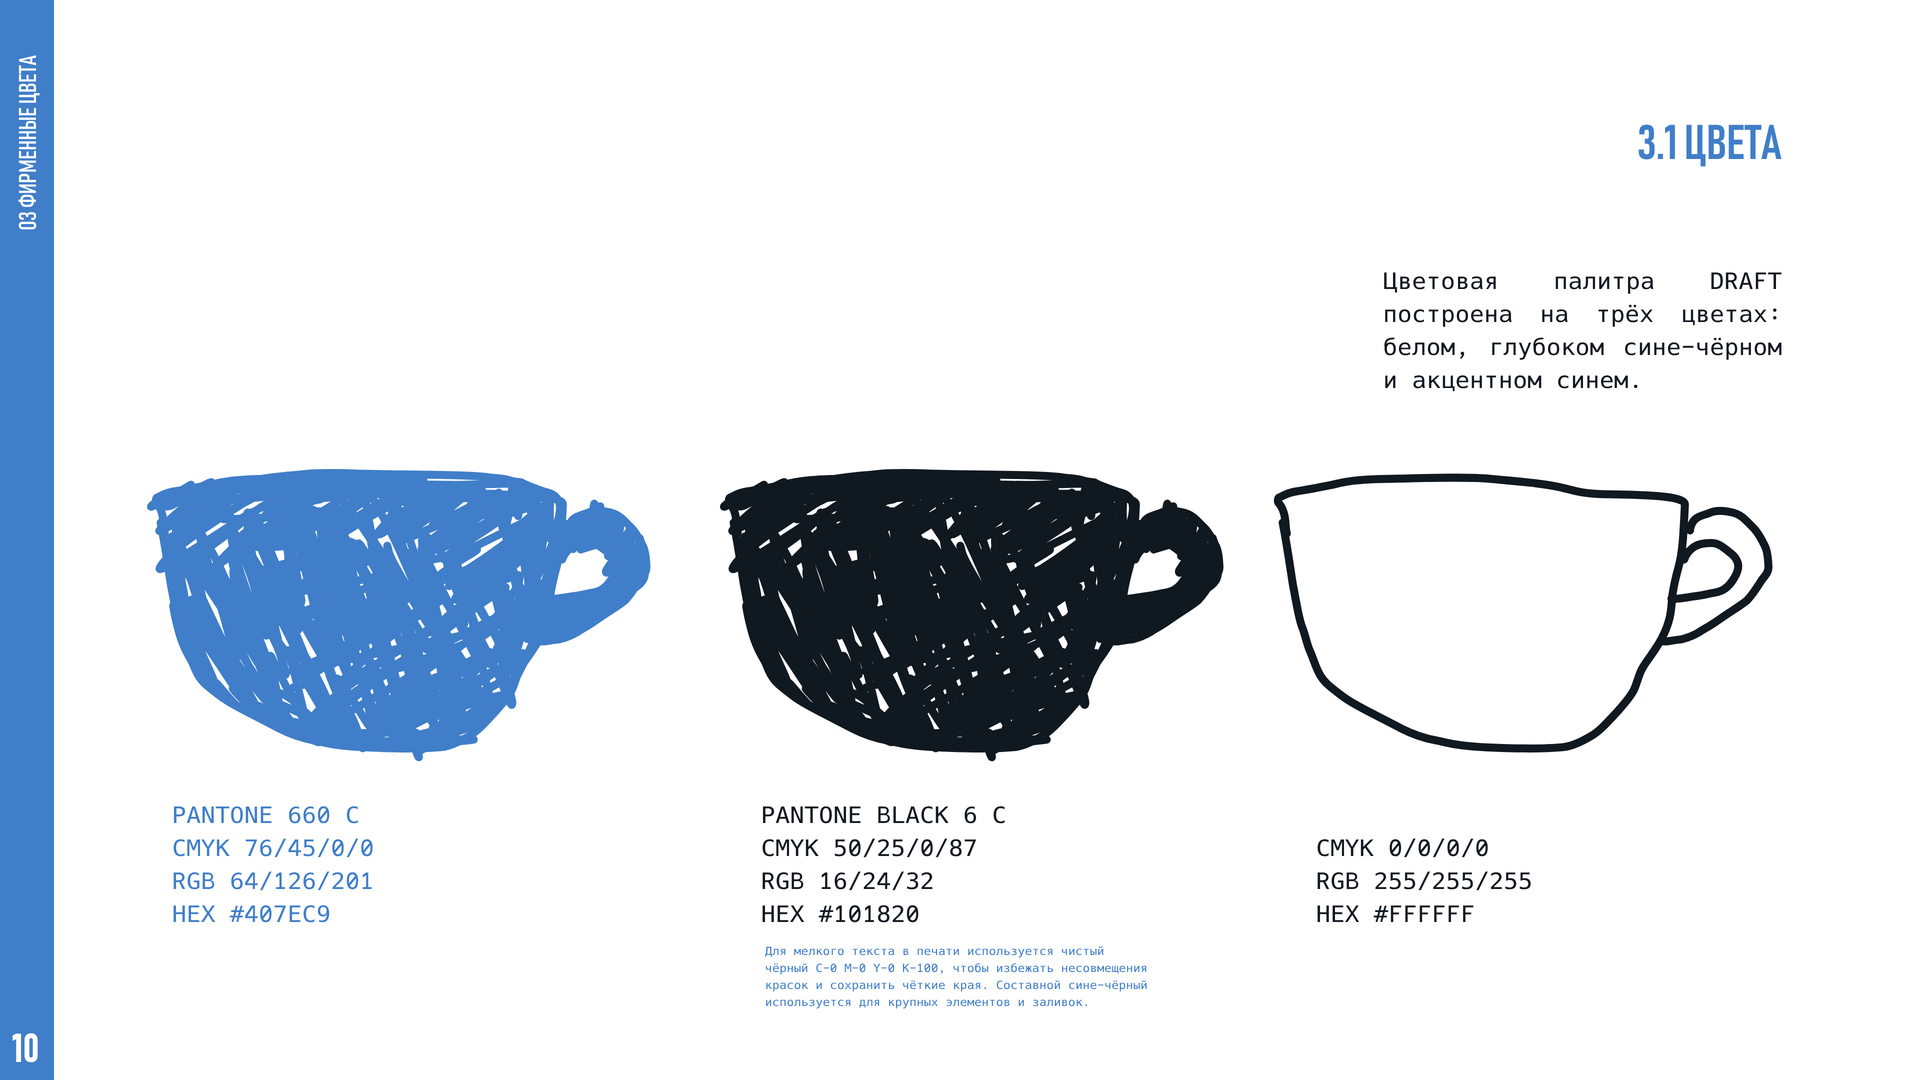 03 ФИРМЕННЫЕ ЦВЕТА
3.1 ЦВЕТА
Цветовая палитра DRAFT
построена на трёх цветах:
белом, глубоком сине-чёрном
и акцентном синем.
PANTONE 660 C
CMYK 76/45/0/0
RGB 64/126/201
HEX #407EC9
PANTONE BLACK 6 C
CMYK 50/25/0/87
RGB 16/24/32
HEX #101820
Для мелкого текста в печати используется чистый
чёрный C-0 M-0 Y-0 K-100, чтобы избежать несовмещения
красок и сохранить чёткие края. Составной сине-чёрный
используется для крупных элементов и заливок.
CMYK 0/0/0/0
RGB 255/255/255
HEX #FFFFFF
10